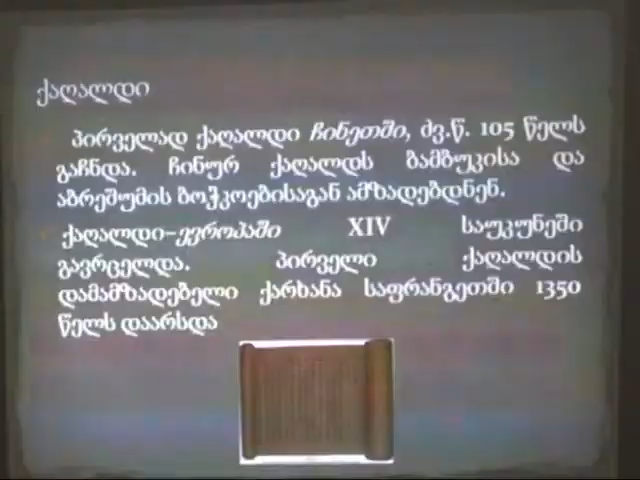 ქაღალდი
პირველად ქაღალდი ჩინეთში, ძვ.წ. 105 წელს
გაჩნდა. ჩინურ ქაღალდს ბამბუკისა და
აბრეშუმის ბოჭკოებისაგან ამზადებდნენ.
ქაღალდი-ევროპაში XIV საუკუნეში
გავრცელდა. პირველი ქაღალდის
დამამზადებელი ქარხანა საფრანგეთში 1350
წელს დაარსდა